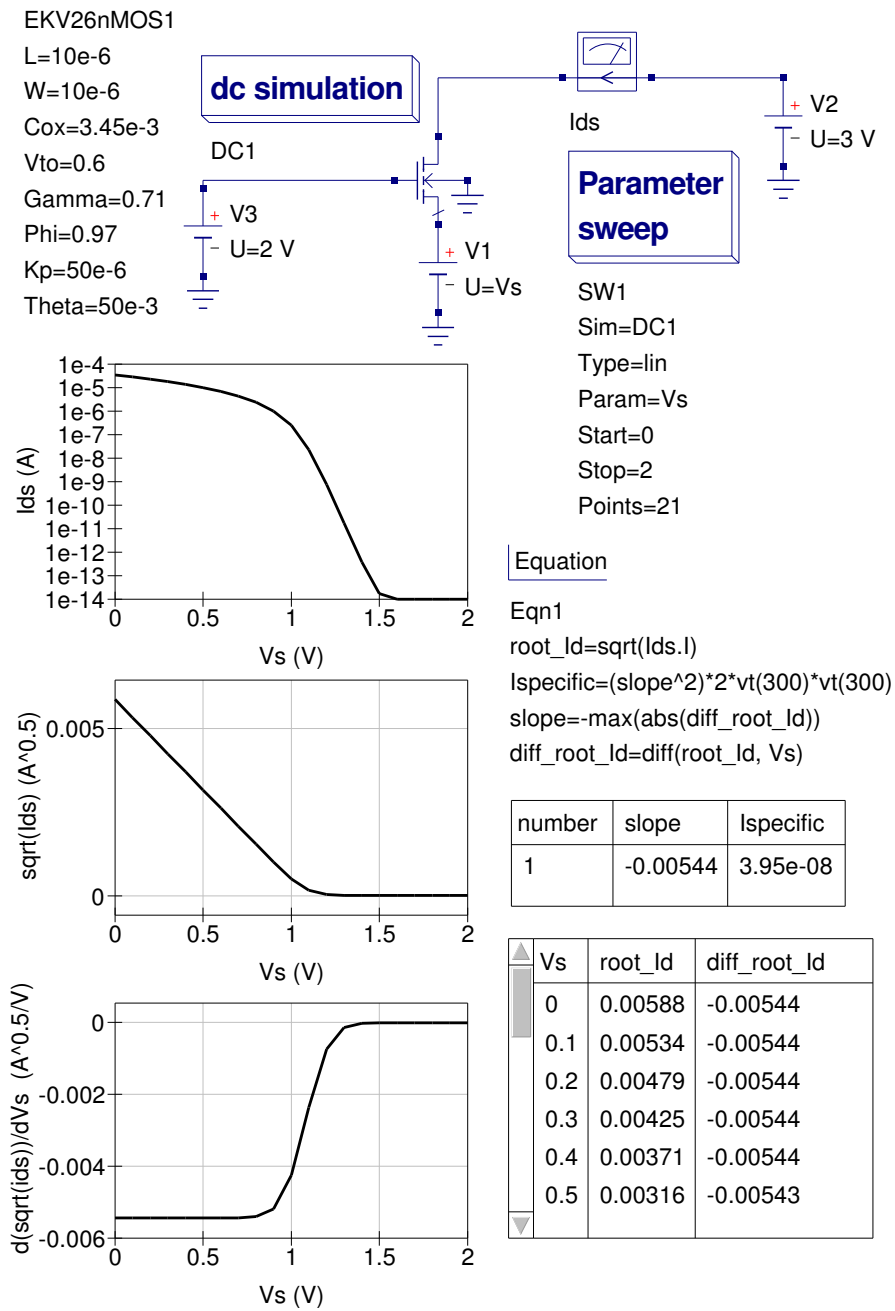 EKV26nMOS1
L=10e-6
W=10e-6
Cox=3.45e-3
Vto=0.6
Gamma=0.71
Phi=0.97
Kp=50e-6
Theta=50e-3
dc simulation
DC1
+ V3
- U=2 V
+ V1
- U=Vs
Ids
+ V2
- U=3 V
Parameter
sweep
SW1
Sim=DC1
Type=lin
Param=Vs
Start=0
Stop=2
Points=21
Ids (A)
1e-4
1e-5
1e-6
1e-7
1e-8
1e-9
1e-10
1e-11
1e-12
1e-13
1e-14
0 0.5 1 1.5 2
Vs (V)
sqrt(Ids) (A^0.5)
0.005
0
0 0.5 1 1.5 2
Vs (V)
d(sqrt(ids))/dVs (A^0.5/V)
0
-0.002
-0.004
-0.006
0 0.5 1 1.5 2
Vs (V)
Equation
Eqn1
root_Id=sqrt(Ids.I)
Ispecific=(slope^2)*2*vt(300)*vt(300)
slope=-max(abs(diff_root_Id))
diff_root_Id=diff(root_Id, Vs)
number slope Ispecific
1 -0.00544 3.95e-08
Vs root_Id diff_root_Id
0 0.00588 -0.00544
0.1 0.00534 -0.00544
0.2 0.00479 -0.00544
0.3 0.00425 -0.00544
0.4 0.00371 -0.00544
0.5 0.00316 -0.00543